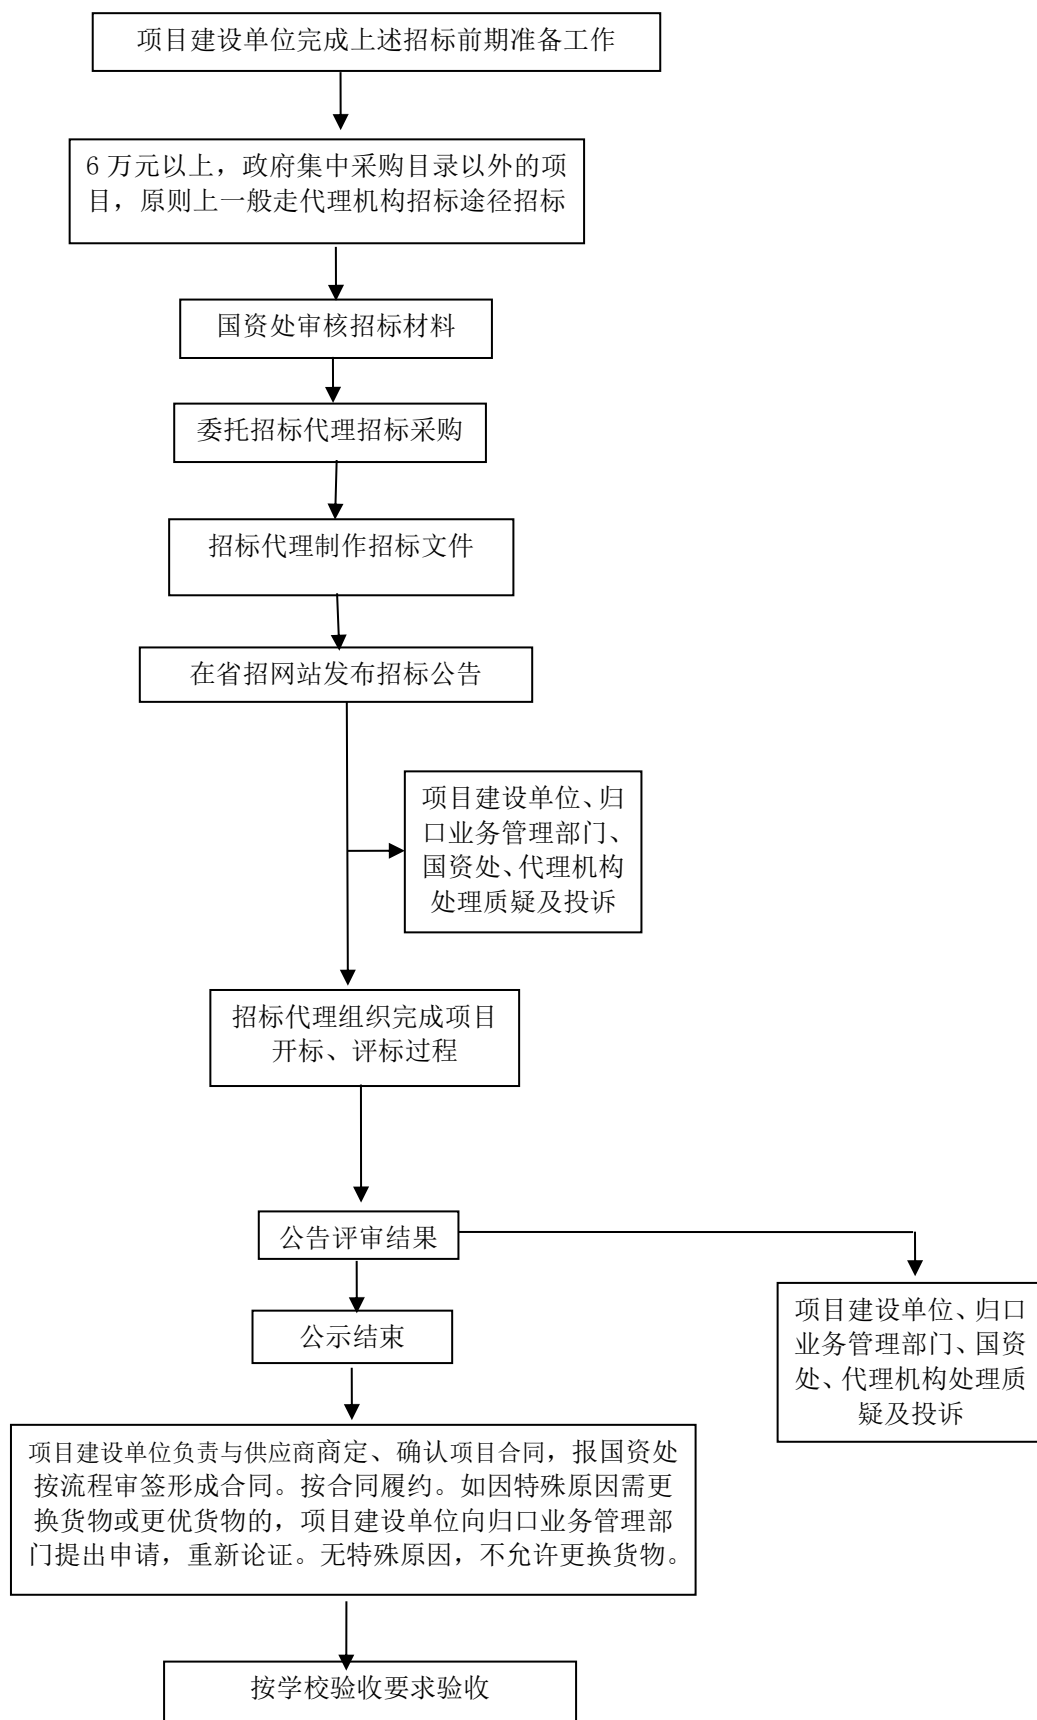 项目建设单位完成上述招标前期准备工作
6万元以上，政府集中采购目录以外的项
目，原则上一般走代理机构招标途径招标
国资处审核招标材料
委托招标代理招标采购
招标代理制作招标文件
在省招网站发布招标公告
项目建设单位、归
口业务管理部门、
国资处、代理机构
处理质疑及投诉
招标代理组织完成项目
开标、评标过程
公告评审结果
公示结束
项目建设单位、归口
业务管理部门、国资
处、代理机构处理质
疑及投诉
项目建设单位负责与供应商商定、确认项目合同，报国资处
按流程审签形成合同。按合同履约。如因特殊原因需更
换货物或更优货物的，项目建设单位向归口业务管理部
门提出申请，重新论证。无特殊原因，不允许更换货物。
按学校验收要求验收